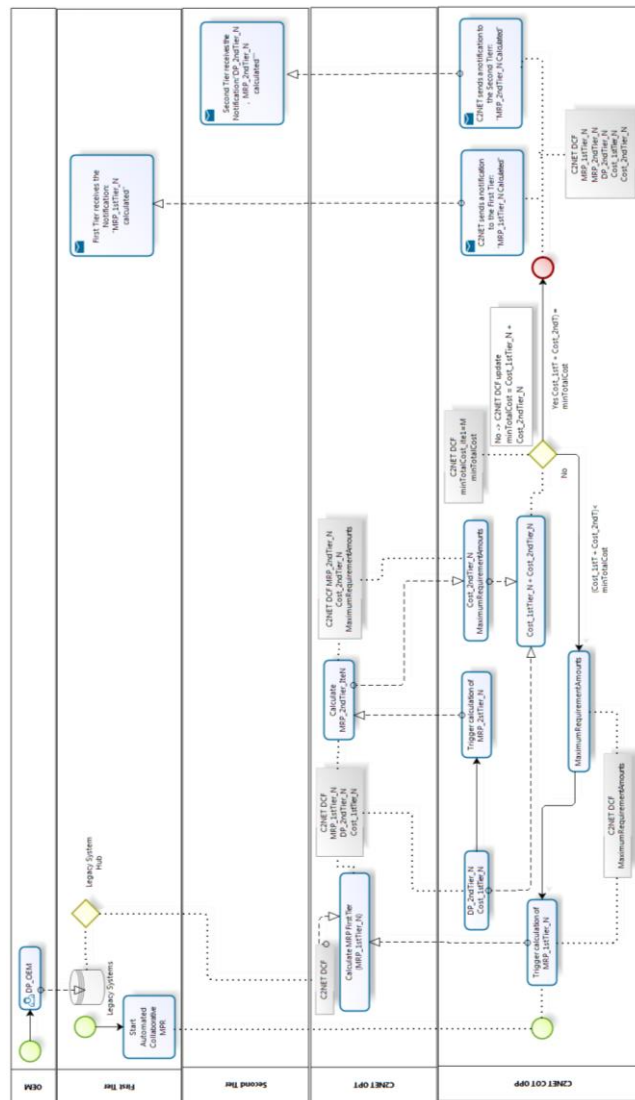 OEM
DP_OEM
First Tier
Start
Automated
Collaborative
MPR
Legacy Systems
Legacy System
Hub
First Tier receives the
Notification:
"MRP_1stTier_N
calculated"
Second Tier
Second Tier receives the
Notification:"DP_2ndTier_N
, MRP_2ndTier_N
calculated"
C2NET OPT
C2NET DCF
Calculate MRP First Tier
(MRP_1stTier_N)
C2NET DCF
MRP_1stTier_N
DP_2ndTier_N
Cost_1stTier_N
Calculate
MRP_2ndTier_IteN
C2NET DCF MRP_2ndTier_N
Cost_2ndTier_N
MaximumRequirementAmounts
C2NET COT OPP
Trigger calculation of
MRP_1stTier_N
DP_2ndTier_N
Cost_1stTier_N
Trigger calculation of
MRP_2stTier_N
Cost_2ndTier_N
MaximumRequirementAmounts
Cost_1stTier_N + Cost_2ndTier_N
MaximumRequirementAmounts
C2NET DCF
MaximumRequirementAmounts
C2NET DCF
minTotalCost_ite1=M
minTotalCost
No -> C2NET DCF update
minTotalCost = Cost_1stTier_N +
Cost_2ndTier_N
No
(Cost_1stT + Cost_2ndT)<
minTotalCost
Yes Cost_1stT + Cost_2ndT) =
minTotalCost
C2NET sends a notification
to the First Tier:
"MRP_1stTier_N Calculated"
C2NET sends a notification to
the Second Tier:
"MRP_2ndTier_N Calculated"
C2NET DCF
MRP_1stTier_N
MRP_2ndTier_N
DP_2ndTier_N
Cost_1stTier_N
Cost_2ndTier_N